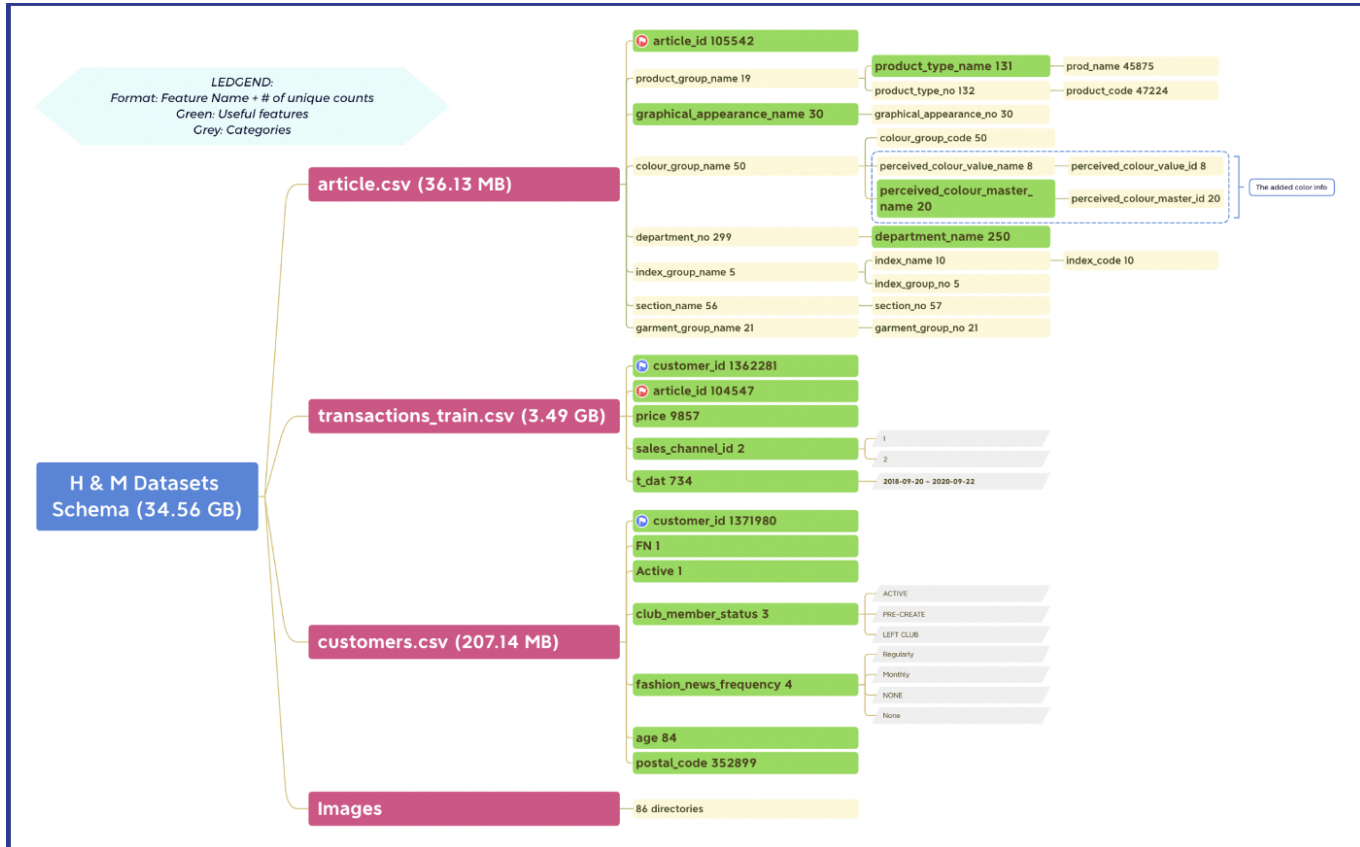 LEDGEND:
Format: Feature Name + # of unique counts
Green: Useful features
Grey: Categories
H & M Datasets
Schema (34.56 GB)
article.csv (36.13 MB)
article_id 105542
product_group_name 19
product_type_name 131
prod_name 45875
product_type_no 132
product_code 47224
graphical_appearance_name 30
graphical_appearance_no 30
colour_group_name 50
colour_group_code 50
perceived_colour_value_name 8
perceived_colour_value_id 8
perceived_colour_master_
name 20
perceived_colour_master_id 20
The added color info
department_no 299
department_name 250
index_group_name 5
index_name 10
index_code 10
index_group_no 5
section_name 56
section_no 57
garment_group_name 21
garment_group_no 21
transactions_train.csv (3.49 GB)
customer_id 1362281
article_id 104547
price 9857
sales_channel_id 2
1
2
t_dat 734
2018-09-20 ~ 2020-09-22
customers.csv (207.14 MB)
customer_id 1371980
FN 1
Active 1
club_member_status 3
ACTIVE
PRE-CREATE
LEFT CLUB
fashion_news_frequency 4
Regularly
Monthly
NONE
None
age 84
postal_code 352899
Images
86 directories